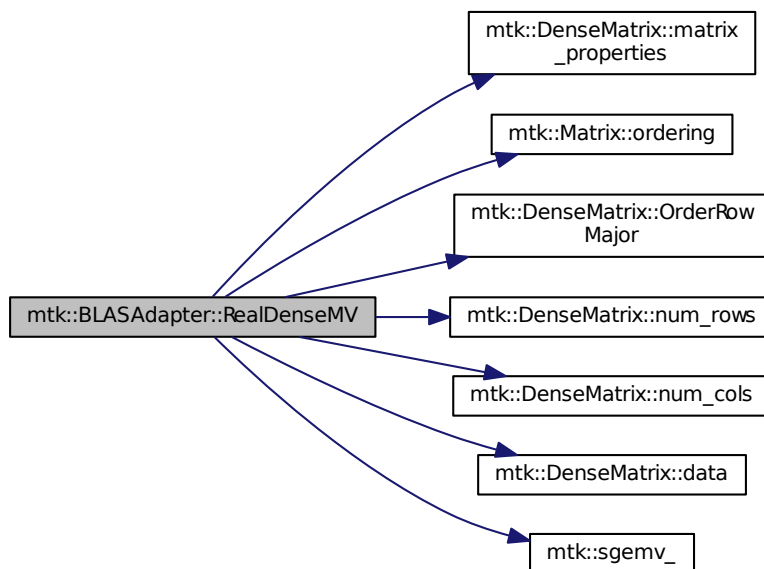 mtk::DenseMatrix::matrix
_properties
mtk::Matrix::ordering
mtk::DenseMatrix::OrderRow
Major
mtk::BLASAdapter::RealDenseMV
mtk::DenseMatrix::num_rows
mtk::DenseMatrix::num_cols
mtk::DenseMatrix::data
mtk::sgemv_